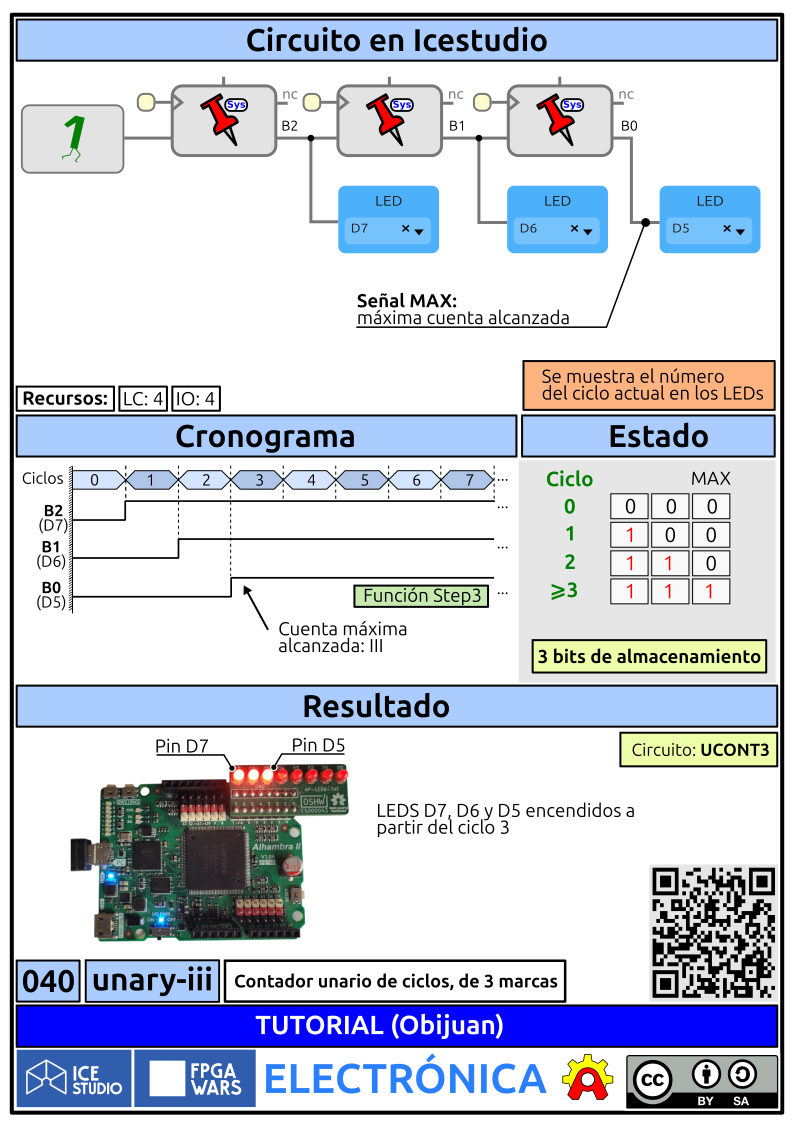 Circuito en Icestudio
1
Sys
nc
B2
Sys
nc
B1
Sys
nc
B0
LED
D7
LED
D6
LED
D5
Señal MAX:
máxima cuenta alcanzada
Recursos: LC: 4 IO: 4
Se muestra el número
del ciclo actual en los LEDs
Cronograma
Ciclos 0 1 2 3 4 5 6 7 ...
B2 ...
(D7)
B1 ...
(D6)
B0 ...
(D5)
Función Step3
Cuenta máxima
alcanzada: III
Estado
Ciclo MAX
0 0 0 0
1 1 0 0
2 1 1 0
⩾3 1 1 1
3 bits de almacenamiento
Resultado
Circuito: UCONT3
Pin D7 Pin D5
OSHW
Alhambra II
LEDS D7, D6 y D5 encendidos a
partir del ciclo 3
040 unary-iii Contador unario de ciclos, de 3 marcas
TUTORIAL (Obijuan)
ICE
STUDIO
FPGA
WARS
ELECTRÓNICA
A
CC
BY SA